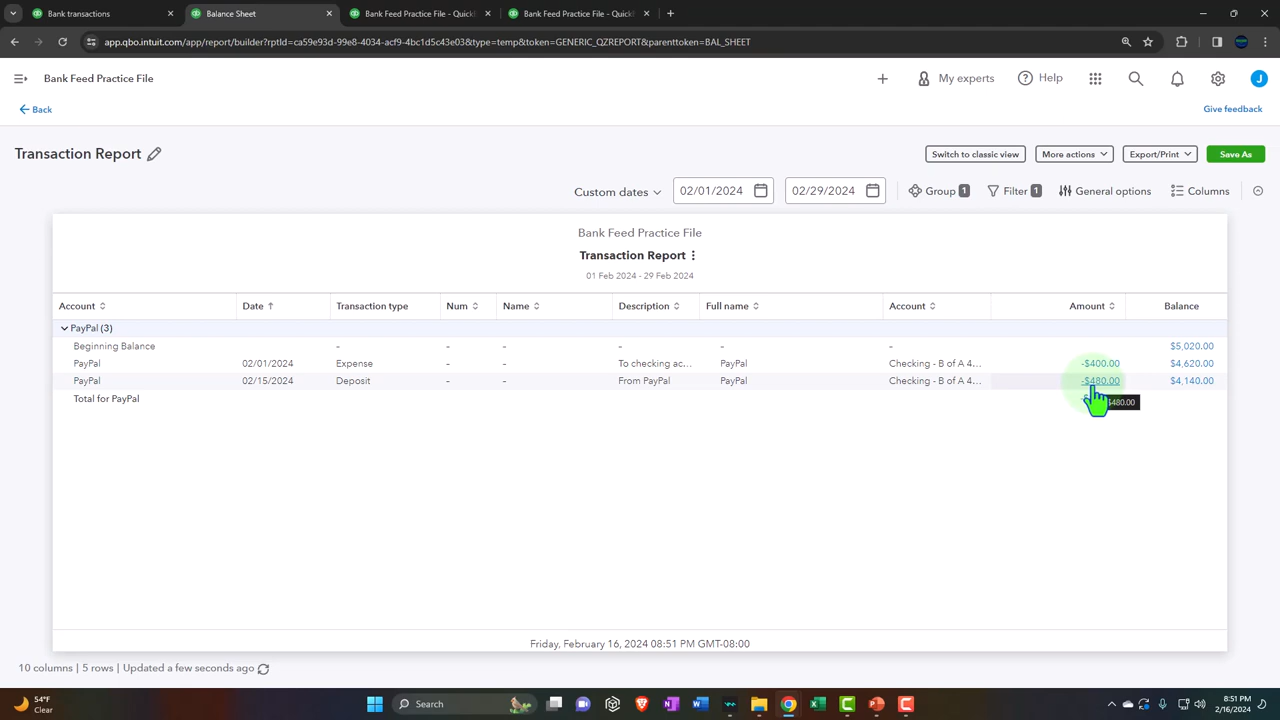 Bank transactions
Balance Sheet
Bank Feed Practice File - QuickB
Bank Feed Practice File - QuickB
app.qbo.intuit.com/app/report/builder?rptId=ca59e93d-99e8-4034-acf9-4bc1d5c43e03&type=temp&token=GENERIC_QZREPORT&parenttoken=BAL_SHEET
Bank Feed Practice File
My experts
Help
J
Back
Give feedback
Transaction Report
Switch to classic view
More actions
Export/Print
Save As
Custom dates
02/01/2024
02/29/2024
Group 1
Filter 1
General options
Columns
Bank Feed Practice File
Transaction Report
01 Feb 2024 - 29 Feb 2024
Account Date Transaction type Num Name Description Full name Account Amount Balance
PayPal (3)
Beginning Balance – – – – – – – $5,020.00
PayPal 02/01/2024 Expense – – To checking ac... PayPal Checking - B of A 4... -$400.00 $4,620.00
PayPal 02/15/2024 Deposit – – From PayPal PayPal Checking - B of A 4... -$480.00 $4,140.00
Total for PayPal
$480.00
Friday, February 16, 2024 08:51 PM GMT-08:00
10 columns | 5 rows | Updated a few seconds ago
54°F
Clear
Search
8:51 PM
2/16/2024